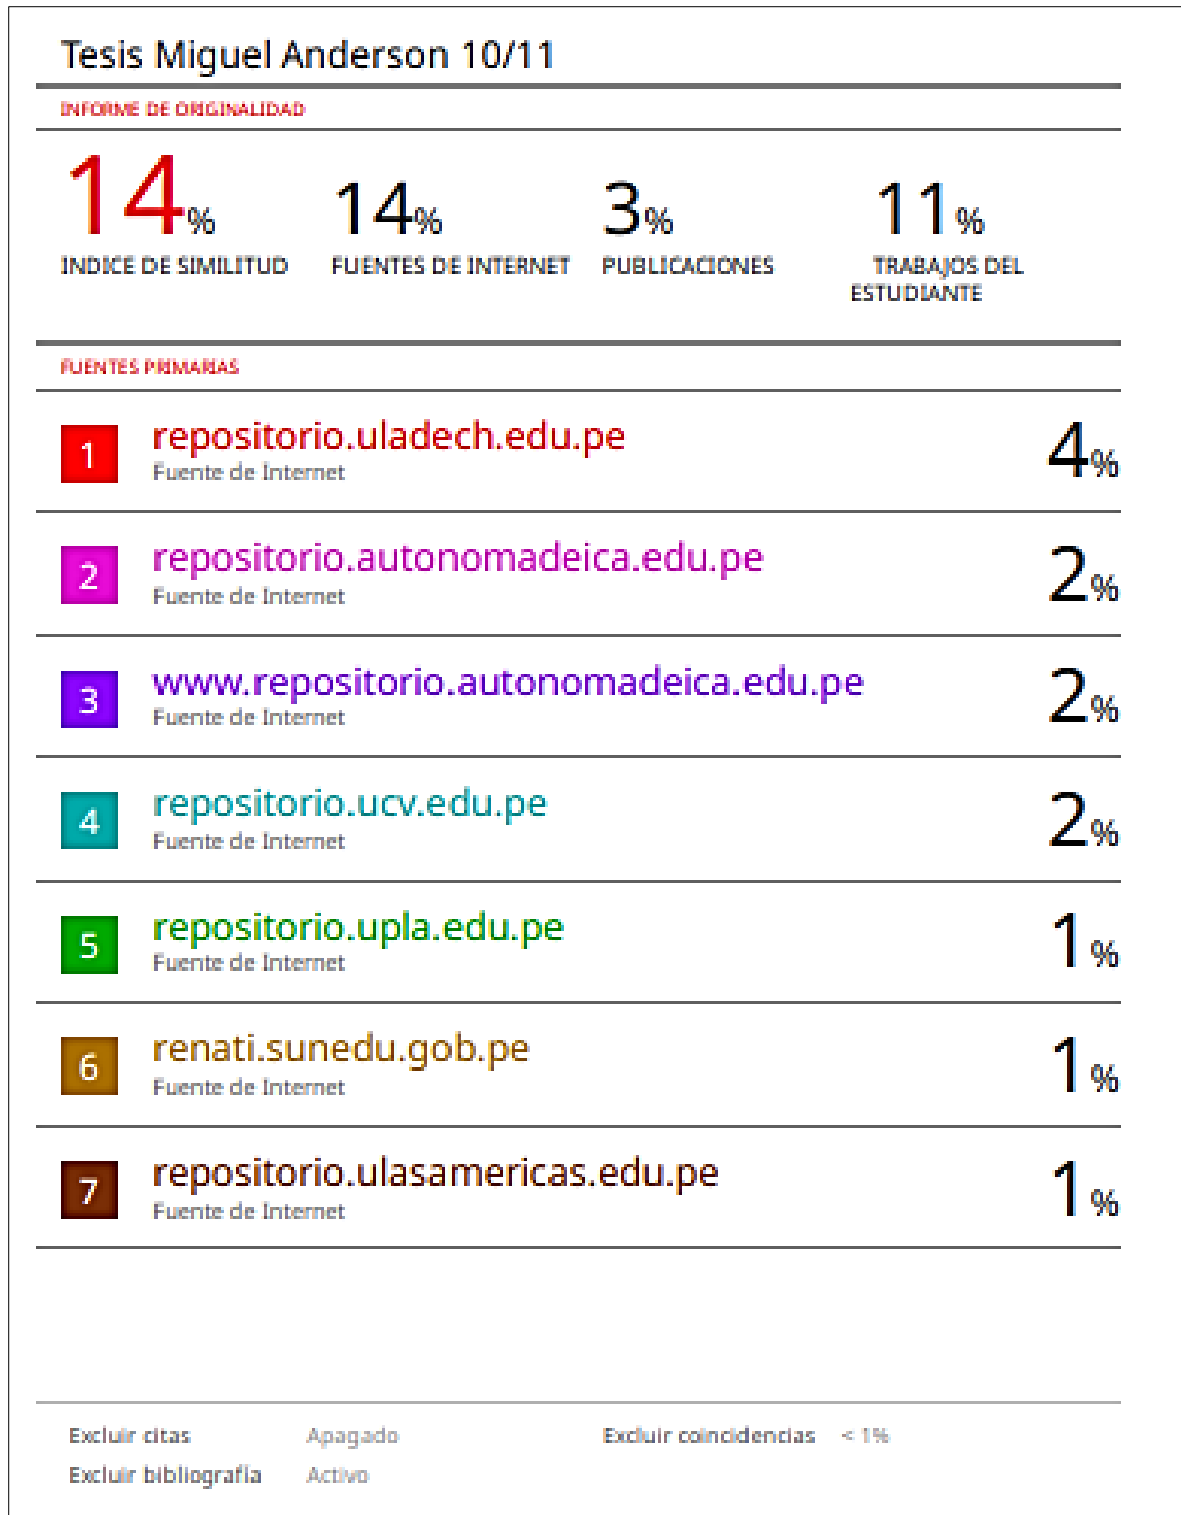 Tesis Miguel Anderson 10/11
INFORME DE ORIGINALIDAD
14% 14% 3% 11%
INDICE DE SIMILITUD FUENTES DE INTERNET PUBLICACIONES TRABAJOS DEL
ESTUDIANTE
FUENTES PRIMARIAS
1 repositorio.uladech.edu.pe 4%
Fuente de Internet
2 repositorio.autonomadeica.edu.pe 2%
Fuente de Internet
3 www.repositorio.autonomadeica.edu.pe 2%
Fuente de Internet
4 repositorio.ucv.edu.pe 2%
Fuente de Internet
5 repositorio.upla.edu.pe 1%
Fuente de Internet
6 renati.sunedu.gob.pe 1%
Fuente de Internet
7 repositorio.ulasamericas.edu.pe 1%
Fuente de Internet
Excluir citas Apagado Excluir coincidencias < 1%
Excluir bibliografía Activo